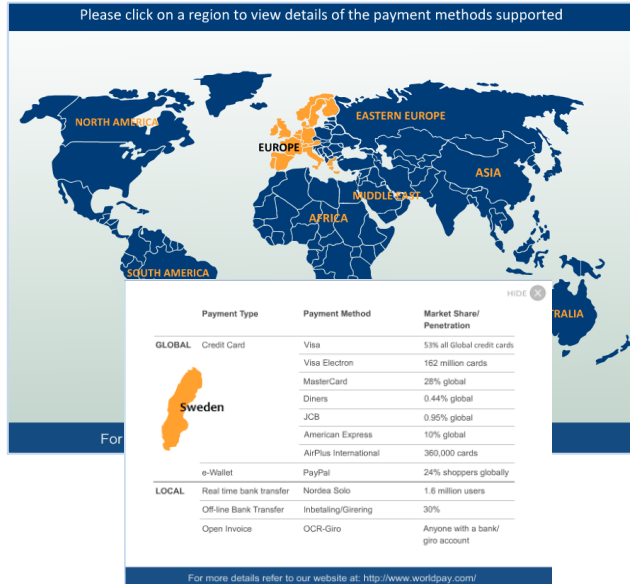 Please click on a region to view details of the payment methods supported
NORTH AMERICA
EASTERN EUROPE
EUROPE
ASIA
MIDDLE EAST
AFRICA
SOUTH AMERICA
TRALIA
For
HIDE
Payment Type Payment Method Market Share/
Penetration
GLOBAL Credit Card Visa 53% all Global credit cards
Visa Electron 162 million cards
MasterCard 28% global
Diners 0.44% global
Sweden
JCB 0.95% global
American Express 10% global
AirPlus International 360,000 cards
e-Wallet PayPal 24% shoppers globally
LOCAL Real time bank transfer Nordea Solo 1.6 million users
Off-line Bank Transfer Inbetaling/Girering 30%
Open Invoice OCR-Giro Anyone with a bank/
giro account
For more details refer to our website at: http://www.worldpay.com/